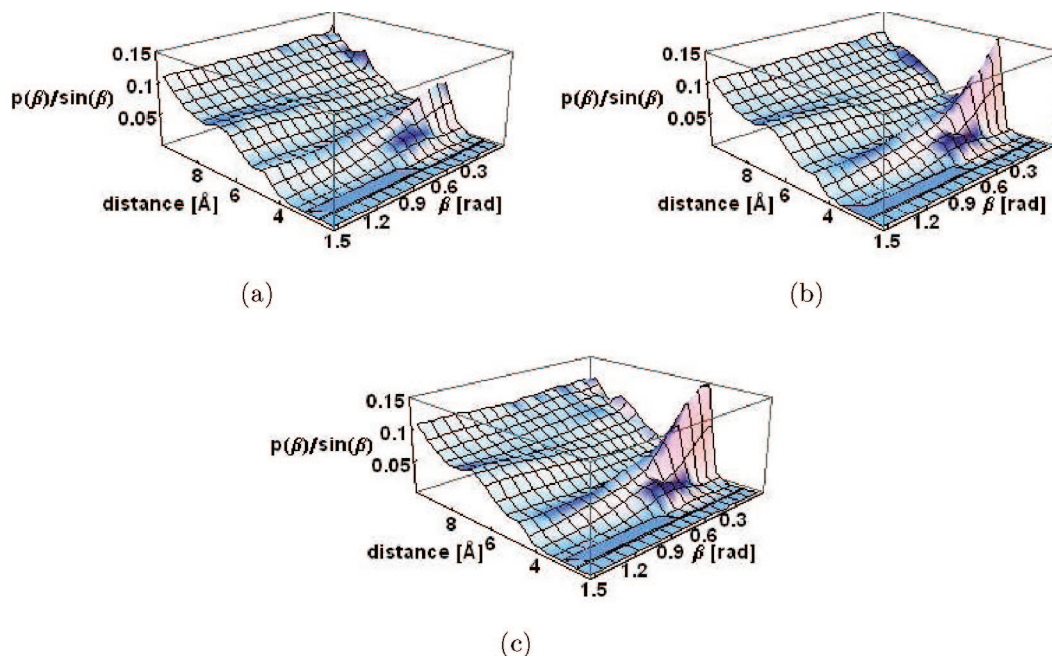 0.15
0.1
p(β)/sin(β)
0.05
8
distance [Å] 6
4
0.3
0.6
0.9 β [rad]
1.2
1.5
(a)
0.15
0.1
p(β)/sin(β)
0.05
8
distance [Å] 6
4
0.3
0.6
0.9 β [rad]
1.2
1.5
(b)
0.15
0.1
p(β)/sin(β)
0.05
8
distance [Å] 6
4
0.3
0.6
0.9 β [rad]
1.2
1.5
(c)